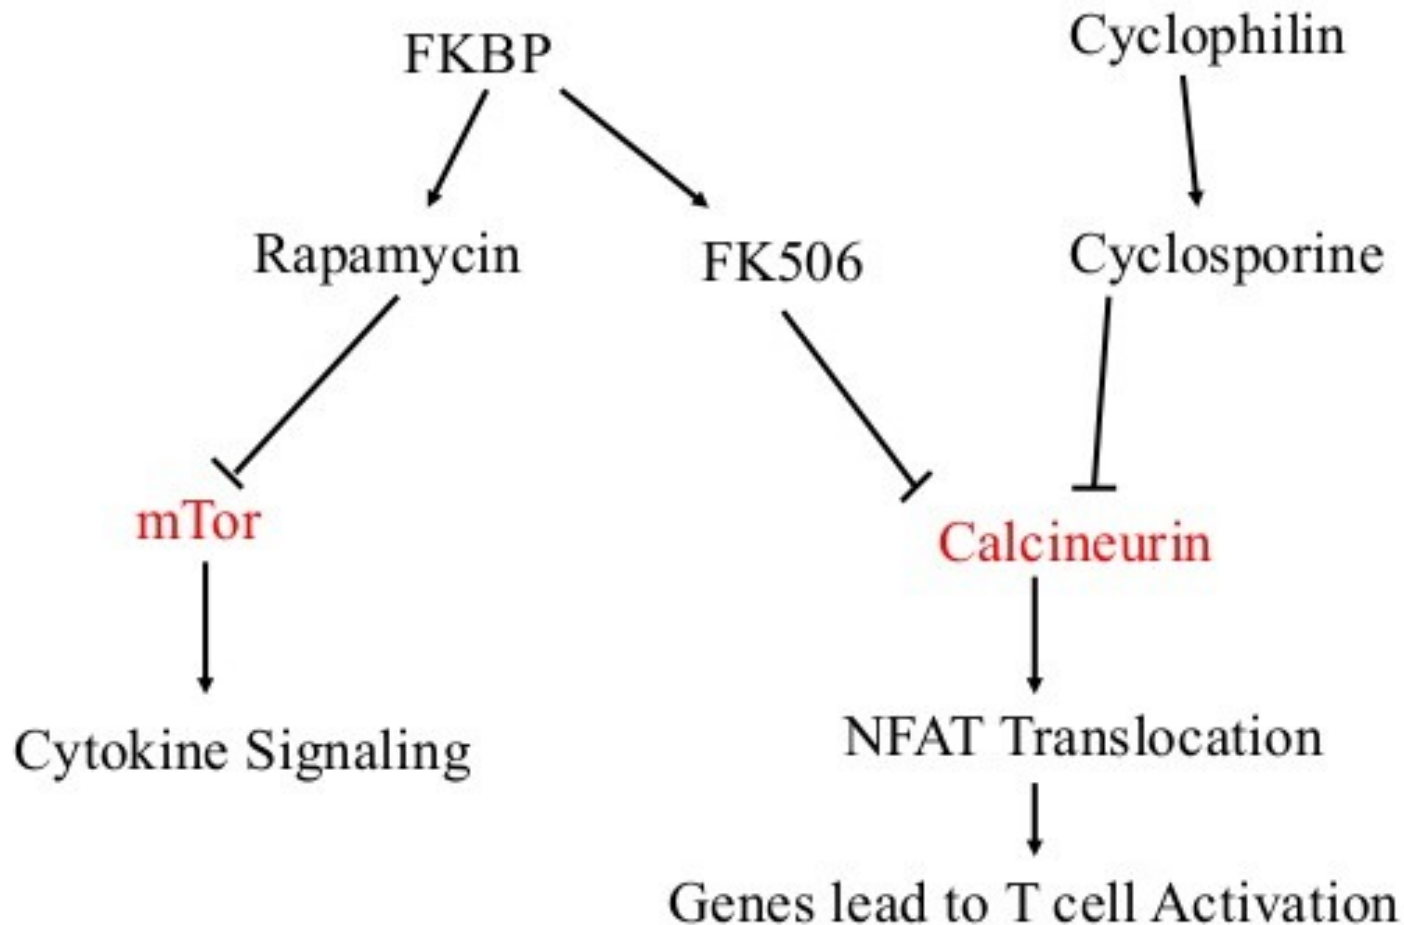 FKBP
Cyclophilin
Rapamycin
FK506
Cyclosporine
mTor
Calcineurin
Cytokine Signaling
NFAT Translocation
Genes lead to T cell Activation